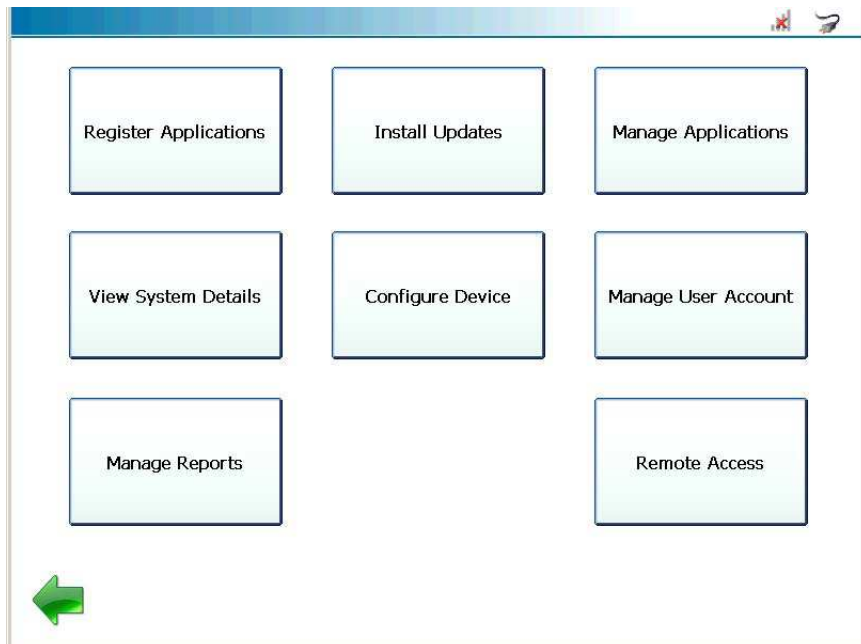 Register Applications
Install Updates
Manage Applications
View System Details
Configure Device
Manage User Account
Manage Reports
Remote Access